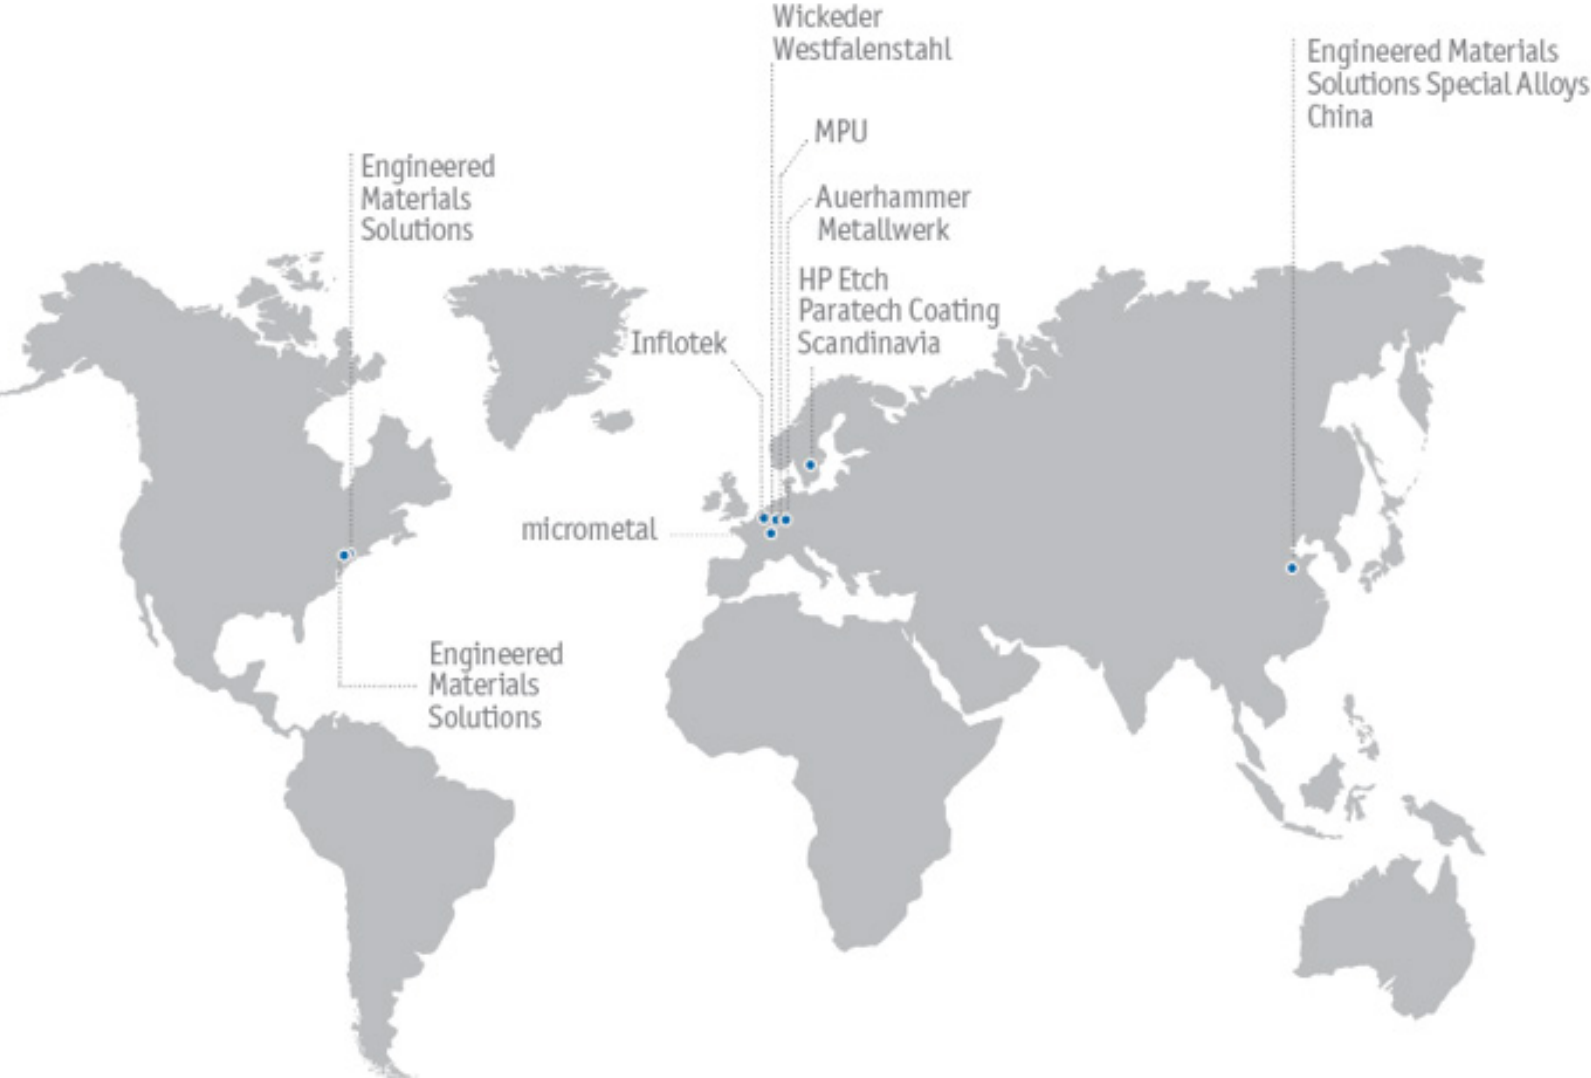 Wickeder
Westfalenstahl
Engineered Materials
Solutions Special Alloys
China
MPU
Engineered
Materials
Solutions
Auerhammer
Metallwerk
HP Etch
Paratech Coating
Scandinavia
Inflotek
micrometal
Engineered
Materials
Solutions